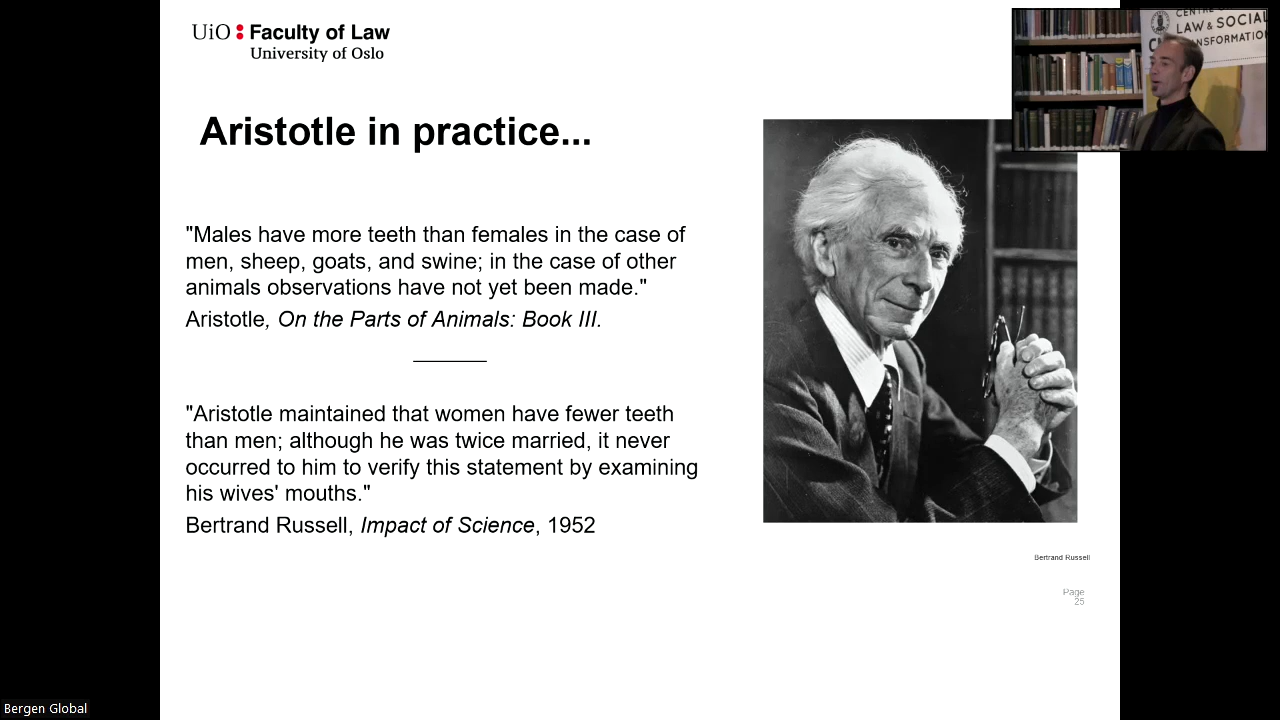 UiO : Faculty of Law
University of Oslo
CENTRE
LAW & SOCIAL
TRANSFORMATION
Aristotle in practice...
"Males have more teeth than females in the case of
men, sheep, goats, and swine; in the case of other
animals observations have not yet been made."
Aristotle, On the Parts of Animals: Book III.
"Aristotle maintained that women have fewer teeth
than men; although he was twice married, it never
occurred to him to verify this statement by examining
his wives' mouths."
Bertrand Russell, Impact of Science, 1952
Bertrand Russell
Page
25
Bergen Global